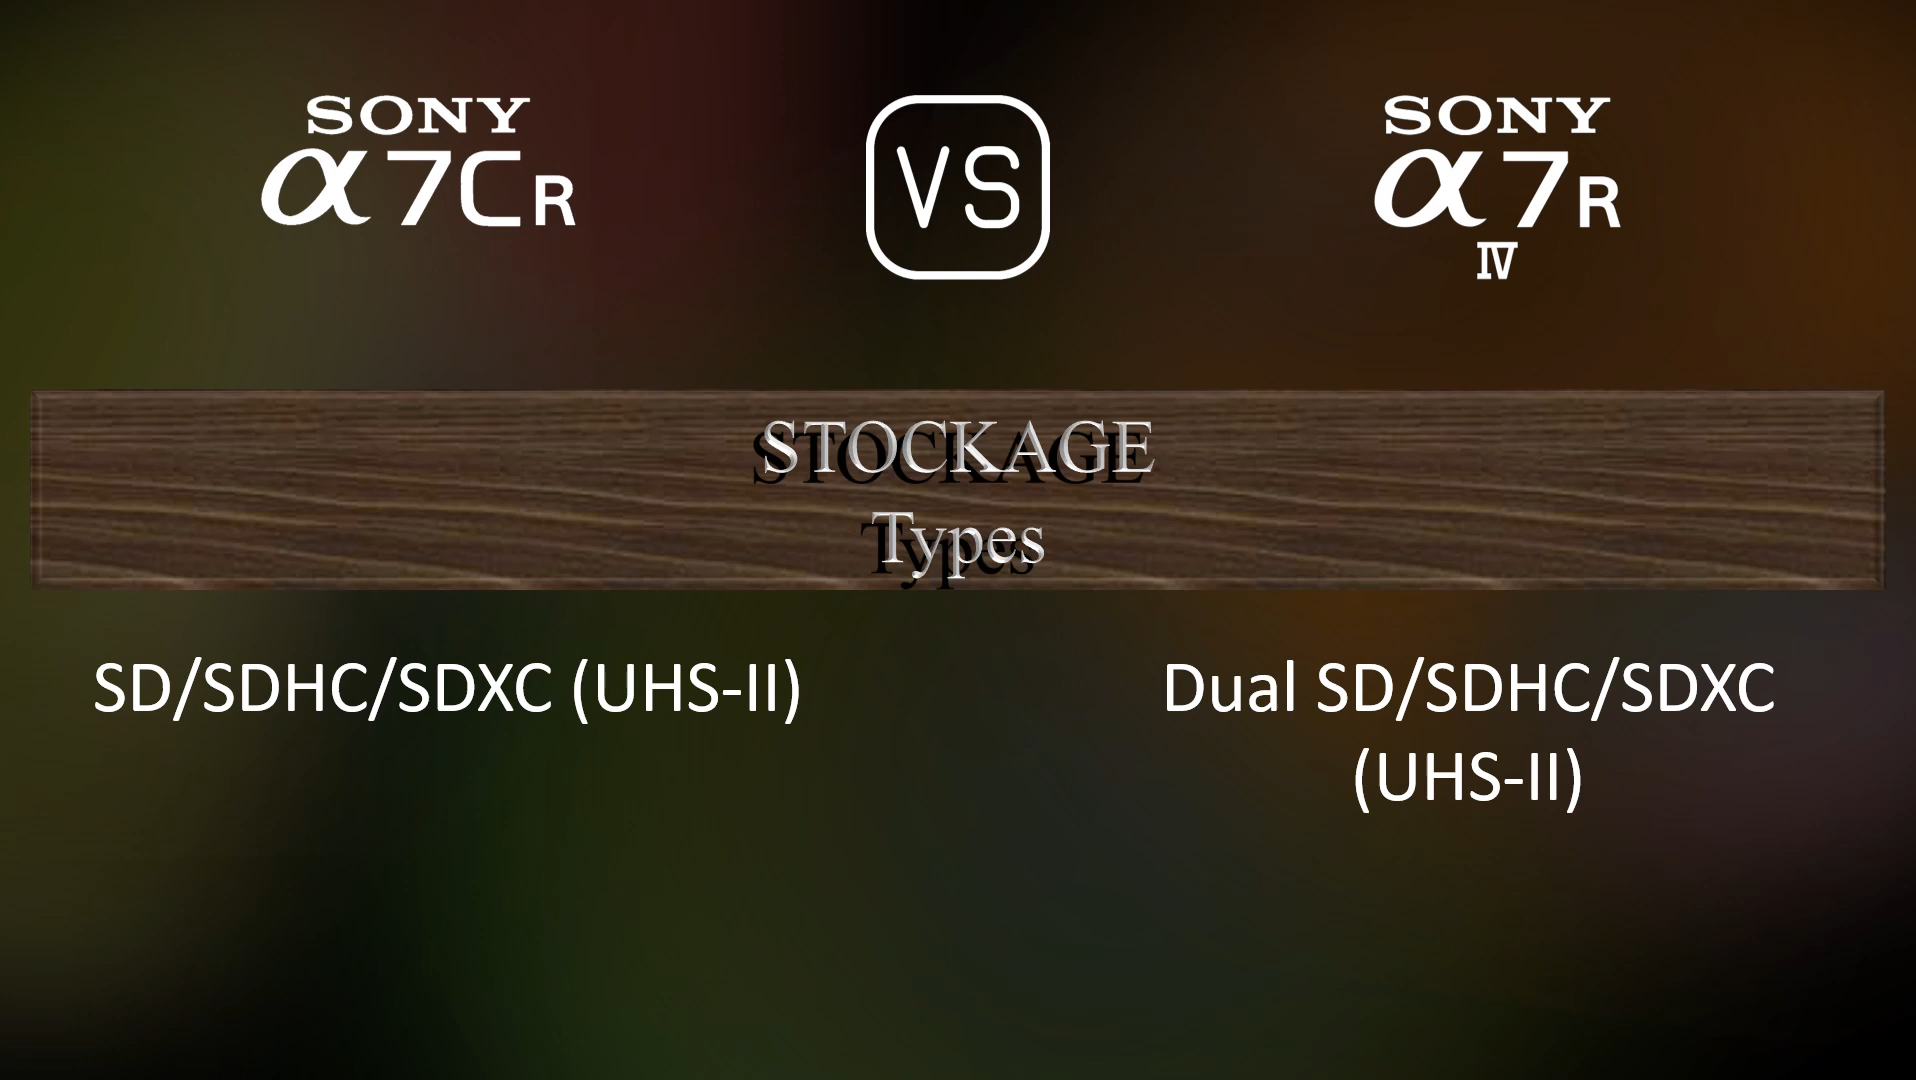 SONY
α7CR
VS
SONY
α7R
IV
STOCKAGE
Types
SD/SDHC/SDXC (UHS-II)
Dual SD/SDHC/SDXC
(UHS-II)